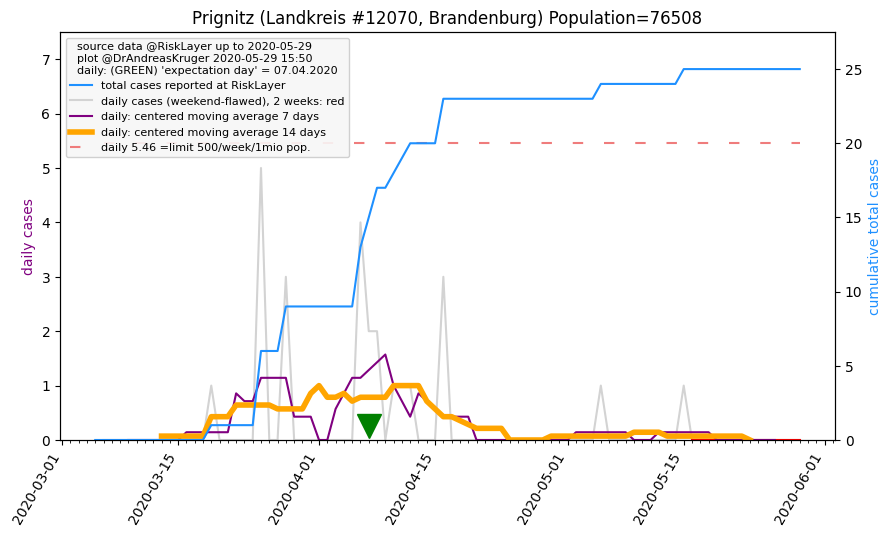 Prignitz (Landkreis #12070, Brandenburg) Population=76508
source data @RiskLayer up to 2020-05-29
plot @DrAndreasKruger 2020-05-29 15:50
daily: (GREEN) 'expectation day' = 07.04.2020
total cases reported at RiskLayer
daily cases (weekend-flawed), 2 weeks: red
daily: centered moving average 7 days
daily: centered moving average 14 days
daily 5.46 =limit 500/week/1mio pop.
daily cases
7
6
5
4
3
2
1
0
cumulative total cases
25
20
15
10
5
0
2020-03-01
2020-03-15
2020-04-01
2020-04-15
2020-05-01
2020-05-15
2020-06-01